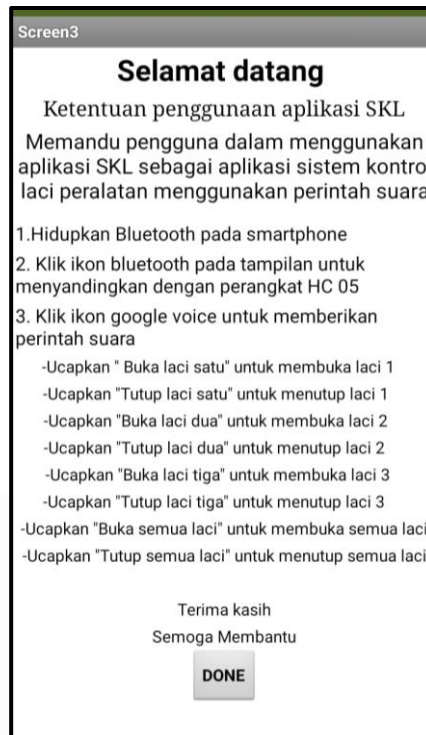 Screen3
Selamat datang
Ketentuan penggunaan aplikasi SKL
Memandu pengguna dalam menggunakan
aplikasi SKL sebagai aplikasi sistem kontro
laci peralatan menggunakan perintah suara
1.Hidupkan Bluetooth pada smartphone
2. Klik ikon bluetooth pada tampilan untuk
menyandingkan dengan perangkat HC 05
3. Klik ikon google voice untuk memberikan
perintah suara
-Ucapkan " Buka laci satu" untuk membuka laci 1
-Ucapkan "Tutup laci satu" untuk menutup laci 1
-Ucapkan "Buka laci dua" untuk membuka laci 2
-Ucapkan "Tutup laci dua" untuk menutup laci 2
-Ucapkan "Buka laci tiga" untuk membuka laci 3
-Ucapkan "Tutup laci tiga" untuk menutup laci 3
-Ucapkan "Buka semua laci" untuk membuka semua laci
-Ucapkan "Tutup semua laci" untuk menutup semua laci
Terima kasih
Semoga Membantu
DONE